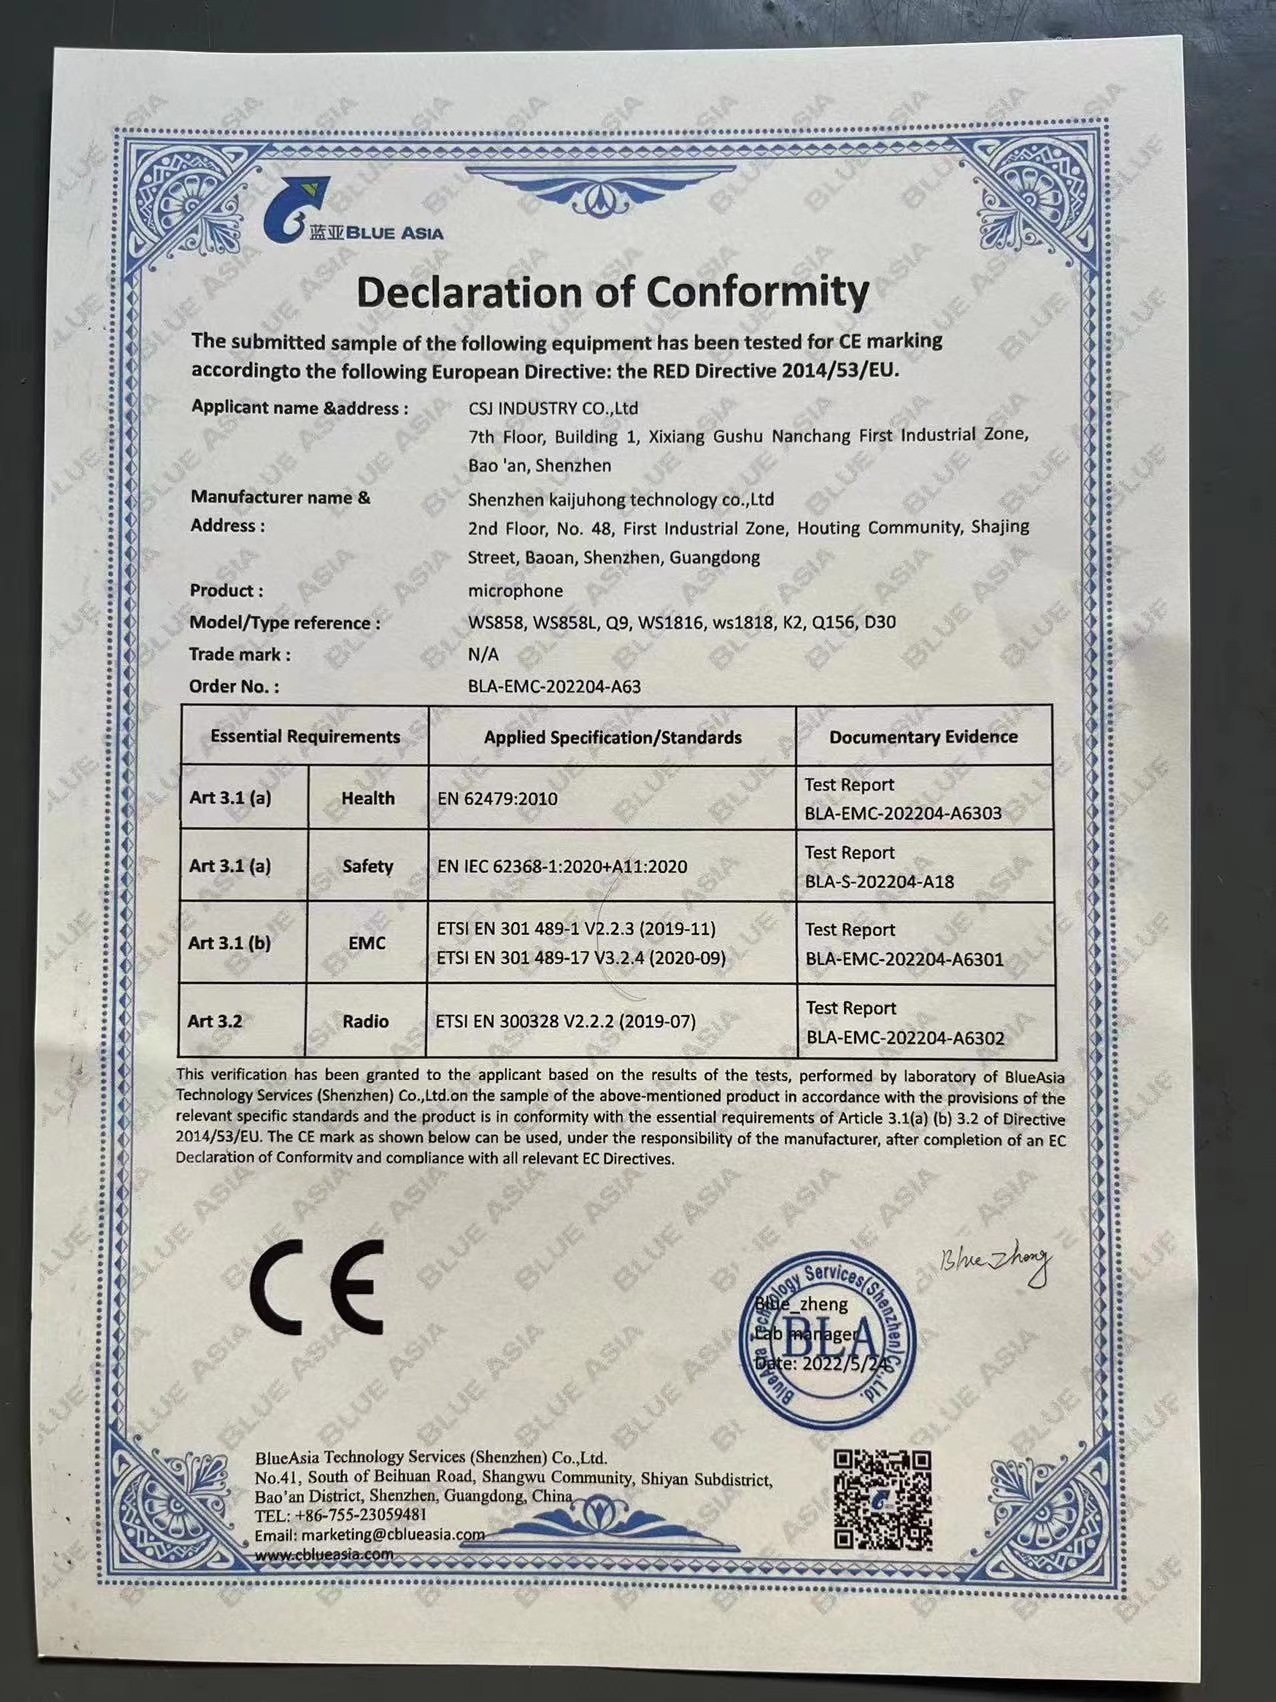 蓝亚BLUE ASIA
Declaration of Conformity
The submitted sample of the following equipment has been tested for CE marking
accordingto the following European Directive: the RED Directive 2014/53/EU.
Applicant name &address : CSJ INDUSTRY CO.,Ltd
7th Floor, Building 1, Xixiang Gushu Nanchang First Industrial Zone,
Bao 'an, Shenzhen
Manufacturer name & Shenzhen kaijuhong technology co.,Ltd
Address : 2nd Floor, No. 48, First Industrial Zone, Houting Community, Shajing
Street, Baoan, Shenzhen, Guangdong
Product : microphone
Model/Type reference : WS858, WS858L, Q9, WS1816, ws1818, K2, Q156, D30
Trade mark : N/A
Order No. : BLA-EMC-202204-A63
Essential Requirements Applied Specification/Standards Documentary Evidence
Art 3.1 (a) Health EN 62479:2010 Test Report
BLA-EMC-202204-A6303
Art 3.1 (a) Safety EN IEC 62368-1:2020+A11:2020 Test Report
BLA-S-202204-A18
Art 3.1 (b) EMC ETSI EN 301 489-1 V2.2.3 (2019-11) Test Report
ETSI EN 301 489-17 V3.2.4 (2020-09) BLA-EMC-202204-A6301
Art 3.2 Radio ETSI EN 300328 V2.2.2 (2019-07) Test Report
BLA-EMC-202204-A6302
This verification has been granted to the applicant based on the results of the tests, performed by laboratory of BlueAsia
Technology Services (Shenzhen) Co.,Ltd.on the sample of the above-mentioned product in accordance with the provisions of the
relevant specific standards and the product is in conformity with the essential requirements of Article 3.1(a) (b) 3.2 of Directive
2014/53/EU. The CE mark as shown below can be used, under the responsibility of the manufacturer, after completion of an EC
Declaration of Conformity and compliance with all relevant EC Directives.
CE
BlueAsia Technology Services(Shenzhen)Co.,Ltd.
BLA
Blue_zheng
Lab manager
Date: 2022/5/24
Blue zheng
BlueAsia Technology Services (Shenzhen) Co.,Ltd.
No.41, South of Beihuan Road, Shangwu Community, Shiyan Subdistrict,
Bao’an District, Shenzhen, Guangdong, China
TEL: +86-755-23059481
Email: marketing@cblueasia.com
www.cblueasia.com